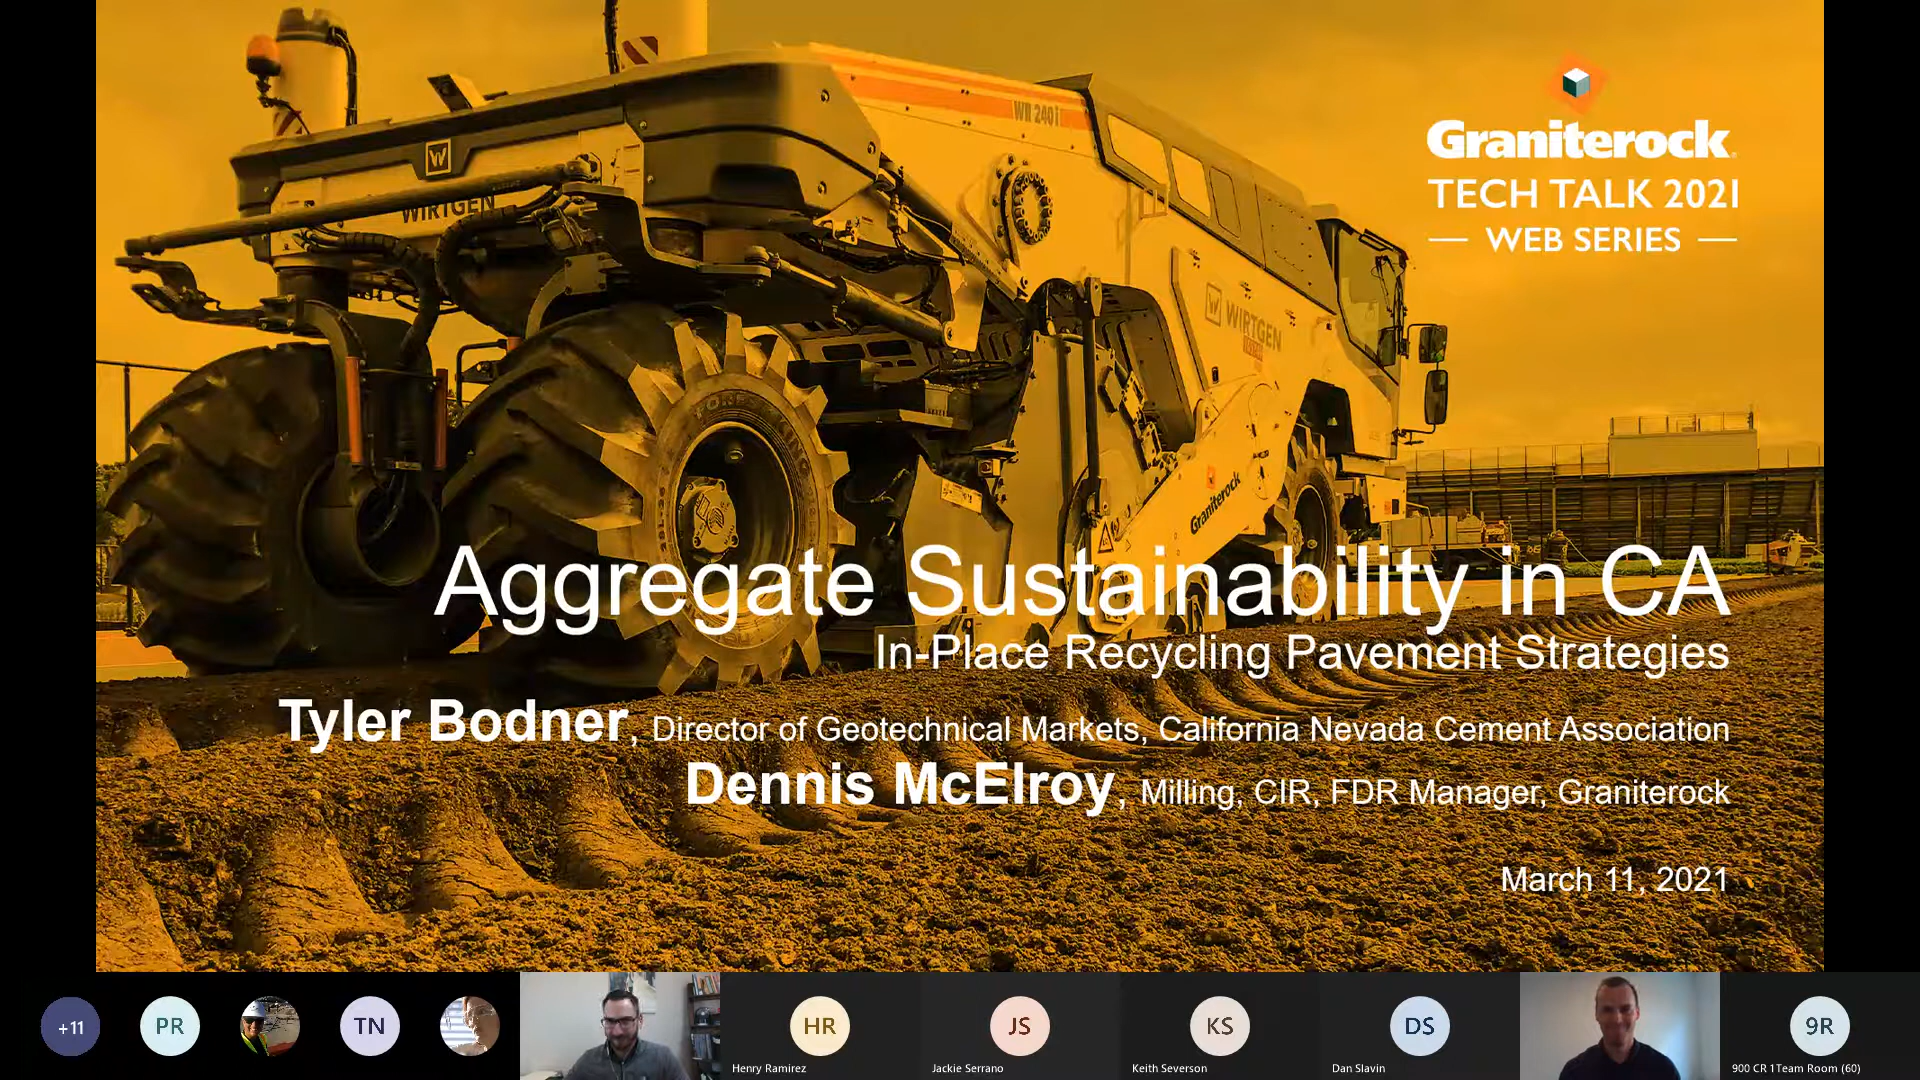 WR 240i
WIRTGEN
WIRTGEN
Graniterock
Graniterock
TECH TALK 2021
— WEB SERIES —
Aggregate Sustainability in CA
In-Place Recycling Pavement Strategies
Tyler Bodner, Director of Geotechnical Markets, California Nevada Cement Association
Dennis McElroy, Milling, CIR, FDR Manager, Graniterock
March 11, 2021
+11
PR
TN
HR
Henry Ramirez
JS
Jackie Serrano
KS
Keith Severson
DS
Dan Slavin
9R
900 CR 1Team Room (60)